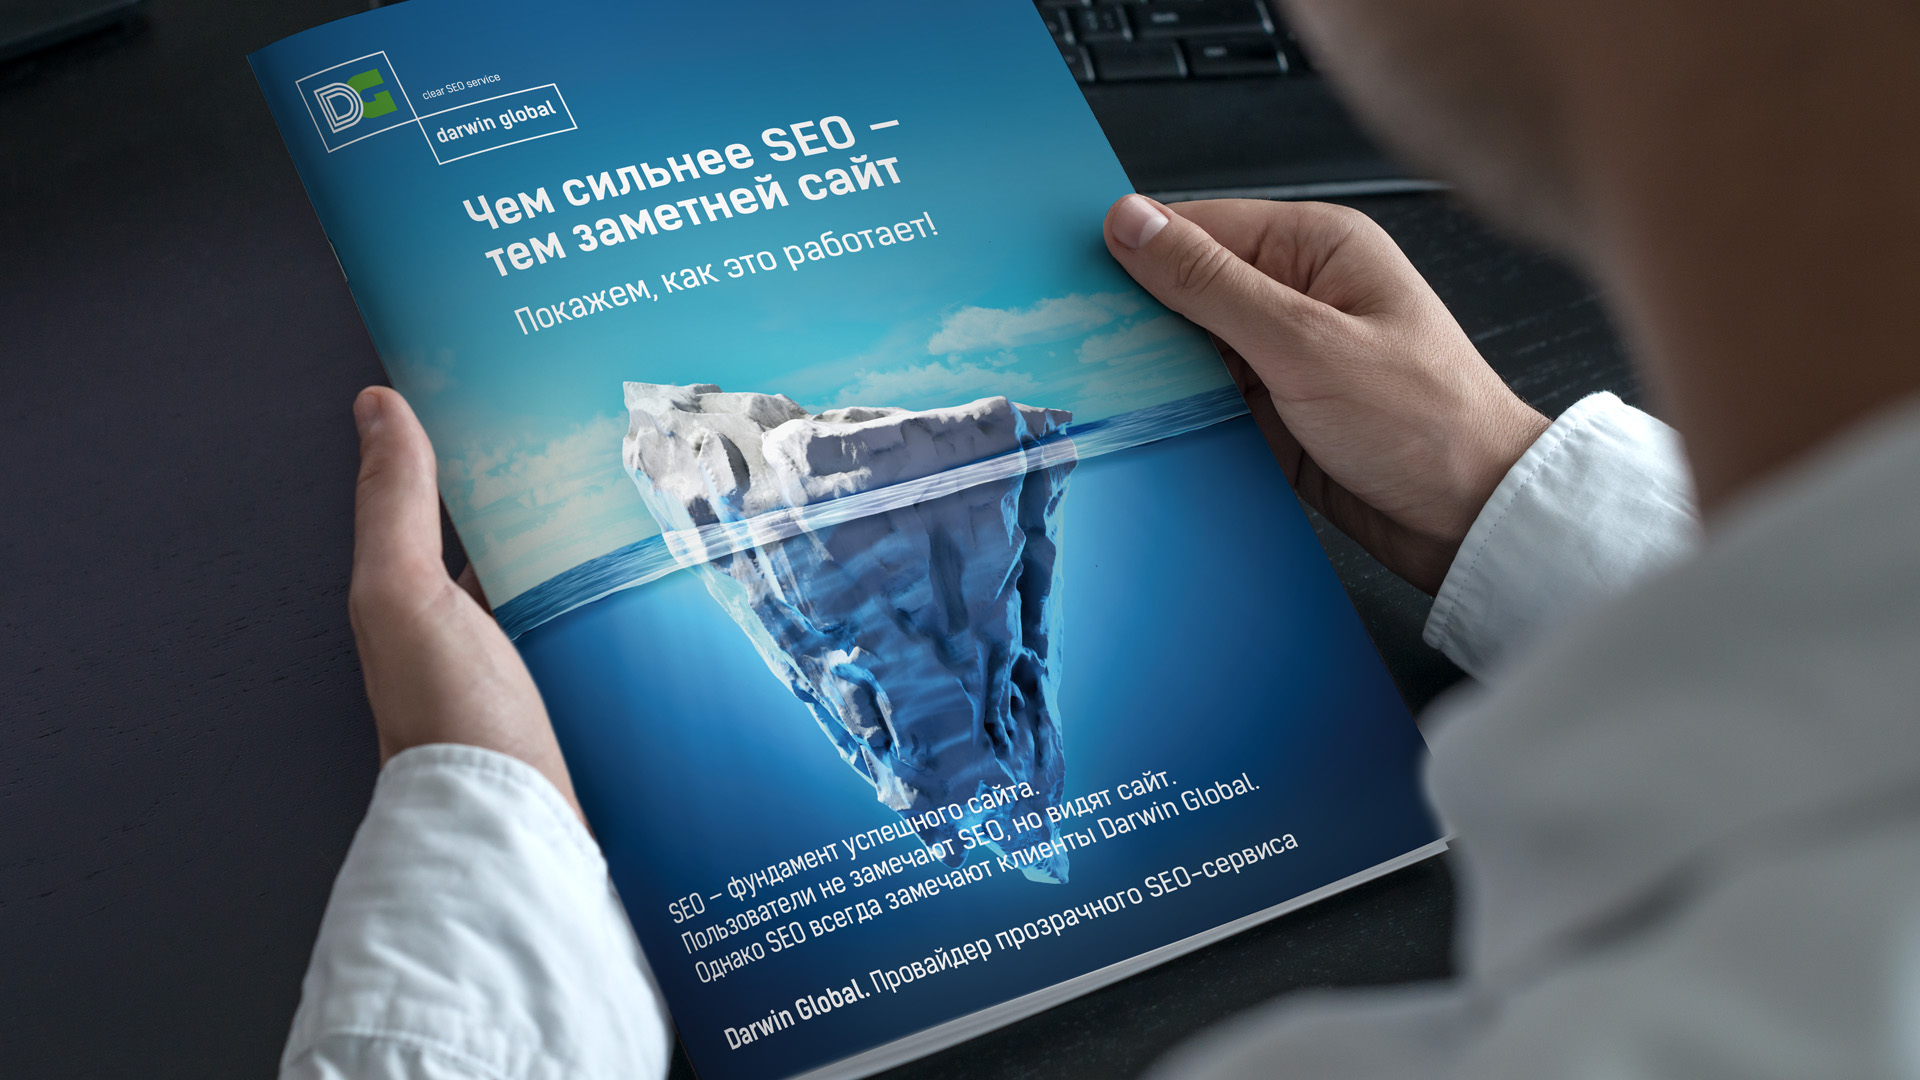 DG
clear SEO service
darwin global
Чем сильнее SEO –
тем заметней сайт
Покажем, как это работает!
SEO – фундамент успешного сайта.
Пользователи не замечают SEO, но видят сайт.
Однако SEO всегда замечают клиенты Darwin Global.
Darwin Global. Провайдер прозрачного SEO-сервиса